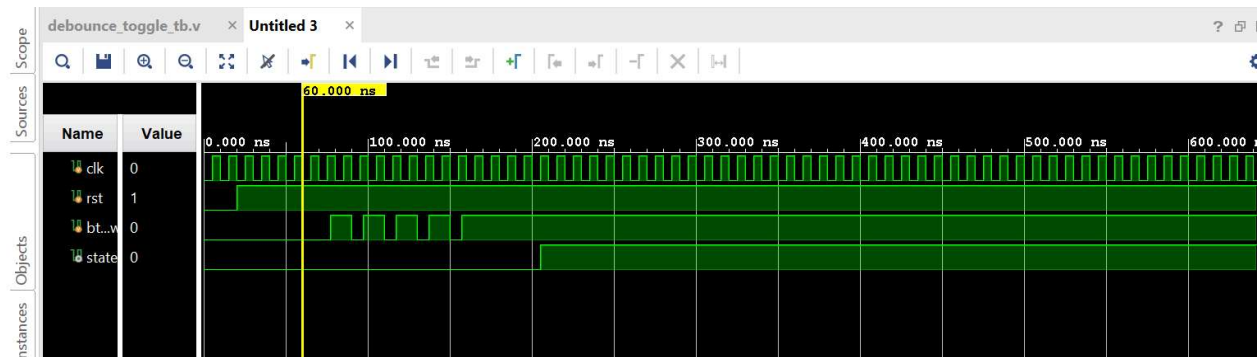 debounce_toggle_tb.v × Untitled 3 ×
?
Scope
Sources
Objects
60.000 ns
Name Value
0.000 ns 100.000 ns 200.000 ns 300.000 ns 400.000 ns 500.000 ns 600.000
clk 0
rst 1
bt...w 0
state 0